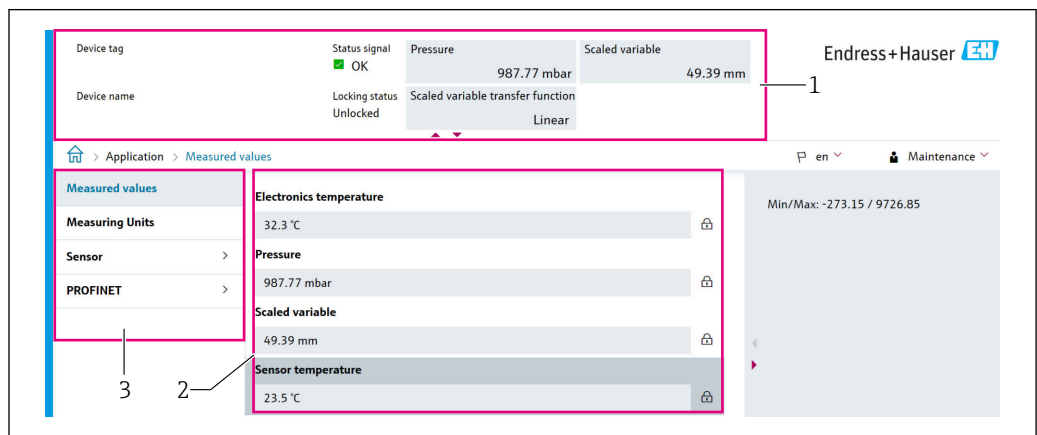 Device tag
Status signal
OK
Pressure
987.77 mbar
Scaled variable
49.39 mm
Endress+Hauser EH
1
Device name
Locking status
Unlocked
Scaled variable transfer function
Linear
> Application > Measured values
en
Maintenance
Measured values
Measuring Units
Sensor >
PROFINET >
3
2
Electronics temperature
32.3 °C
Pressure
987.77 mbar
Scaled variable
49.39 mm
Sensor temperature
23.5 °C
Min/Max: -273.15 / 9726.85